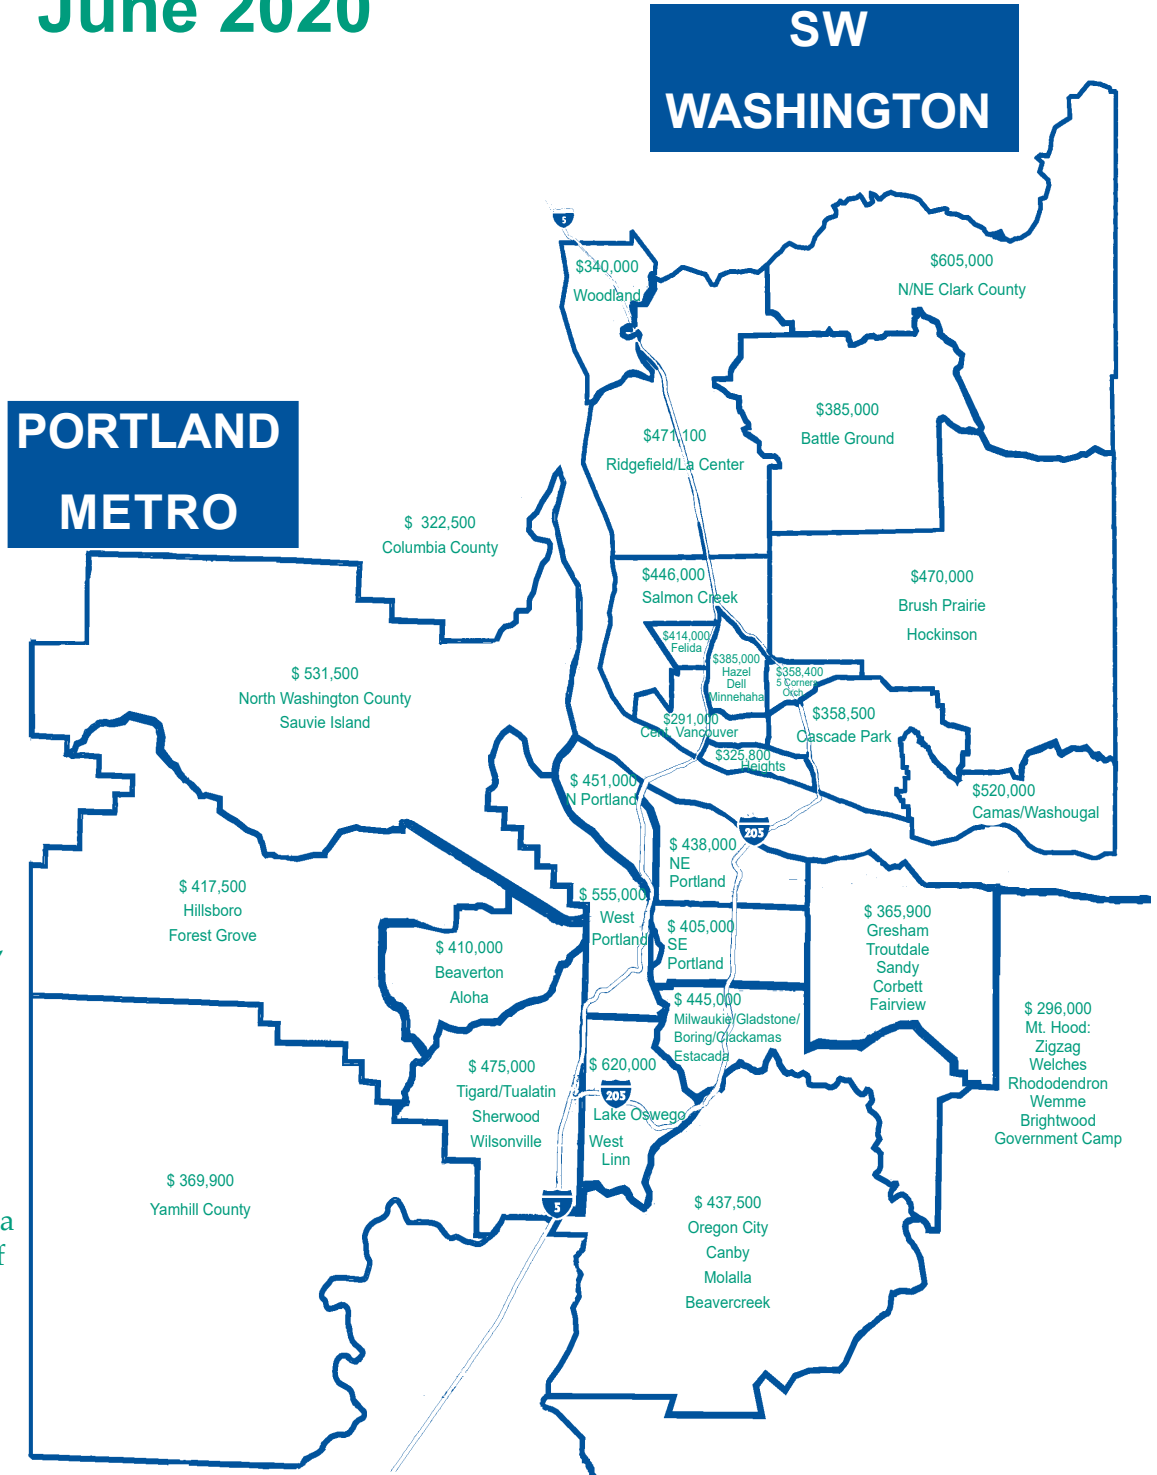 June 2020
SW
WASHINGTON
5
$340,000
Woodland
$605,000
N/NE Clark County
$385,000
Battle Ground
$471,100
Ridgefield/La Center
PORTLAND
METRO
$ 322,500
Columbia County
$446,000
Salmon Creek
$470,000
Brush Prairie
Hockinson
$414,000
Felida
$385,000
Hazel
Dell
Minnehaha
$358,400
5 Corners
Orch
$ 531,500
North Washington County
Sauvie Island
$291,000
Cent. Vancouver
$358,500
Cascade Park
$325,800
Heights
$520,000
Camas/Washougal
$ 451,000
N Portland
205
$ 438,000
NE
Portland
$ 417,500
Hillsboro
Forest Grove
$ 555,000
West
Portland
$ 405,000
SE
Portland
$ 365,900
Gresham
Troutdale
Sandy
Corbett
Fairview
$ 410,000
Beaverton
Aloha
$ 445,000
Milwaukie/Gladstone/
Boring/Clackamas
Estacada
$ 296,000
Mt. Hood:
Zigzag
Welches
Rhododendron
Wemme
Brightwood
Government Camp
$ 475,000
Tigard/Tualatin
Sherwood
Wilsonville
$ 620,000
205
Lake Oswego
West
Linn
$ 369,900
Yamhill County
5
$ 437,500
Oregon City
Canby
Molalla
Beavercreek
a
f